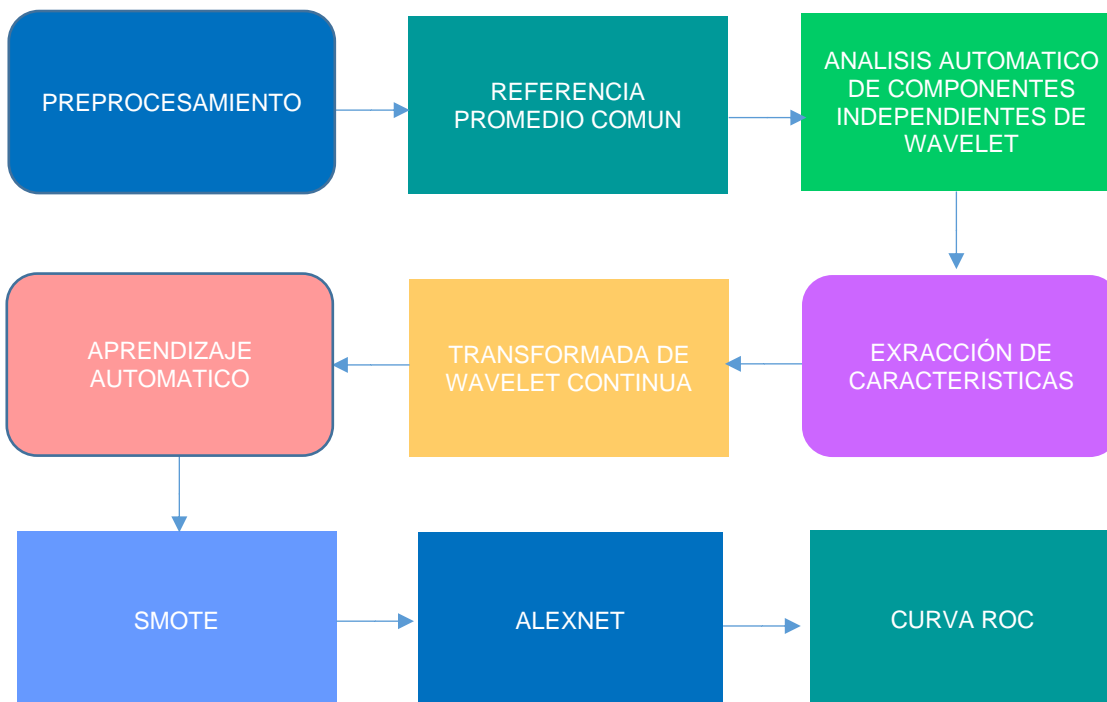 PREPROCESAMIENTO
REFERENCIA
PROMEDIO COMUN
ANALISIS AUTOMATICO
DE COMPONENTES
INDEPENDIENTES DE
WAVELET
APRENDIZAJE
AUTOMATICO
TRANSFORMADA DE
WAVELET CONTINUA
EXRACCIÓN DE
CARACTERISTICAS
SMOTE
ALEXNET
CURVA ROC